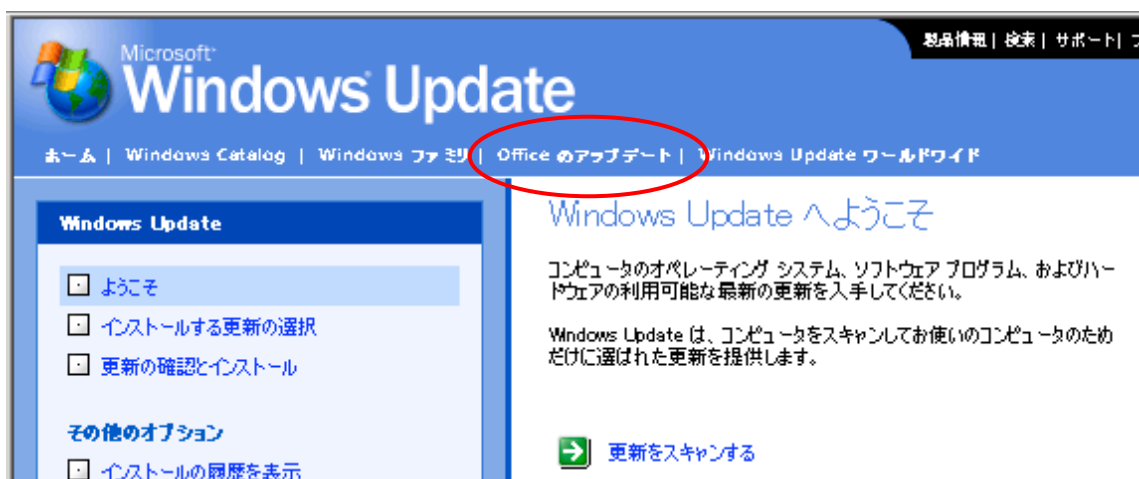 製品情報 | 検索 | サポート |
Microsoft
Windows Update
ホーム | Windows Catalog | Windows ファミリ | Office のアップデート | Windows Update ワールドワイド
Windows Update
ようこそ
インストールする更新の選択
更新の確認とインストール
その他のオプション
インストールの履歴を表示
Windows Update へようこそ
コンピュータのオペレーティング システム、ソフトウェア プログラム、およびハー
ドウェアの利用可能な最新の更新を入手してください。
Windows Update は、コンピュータをスキャンしてお使いのコンピュータのため
だけに選ばれた更新を提供します。
更新をスキャンする